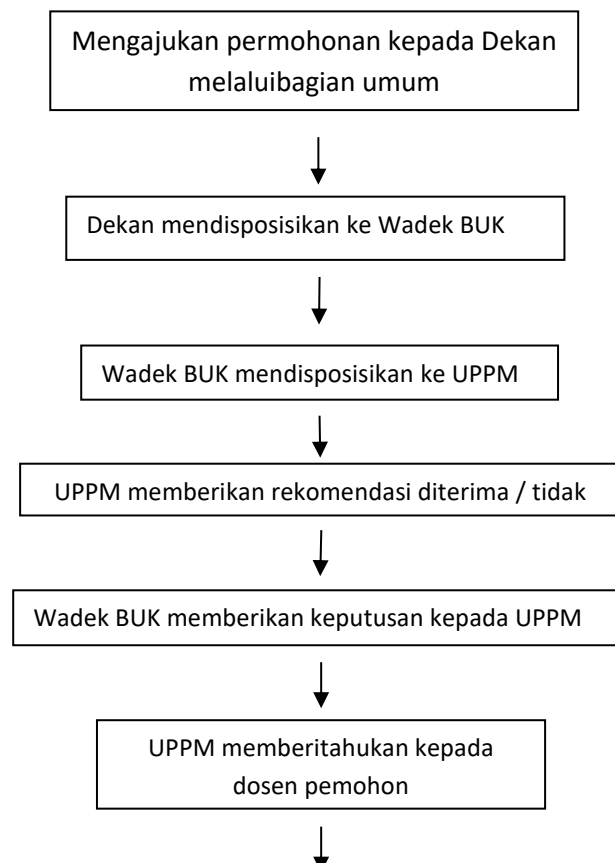 Mengajukan permohonan kepada Dekan
melaluibagian umum
Dekan mendisposisikan ke Wadek BUK
Wadek BUK mendisposisikan ke UPPM
UPPM memberikan rekomendasi diterima / tidak
Wadek BUK memberikan keputusan kepada UPPM
UPPM memberitahukan kepada
dosen pemohon